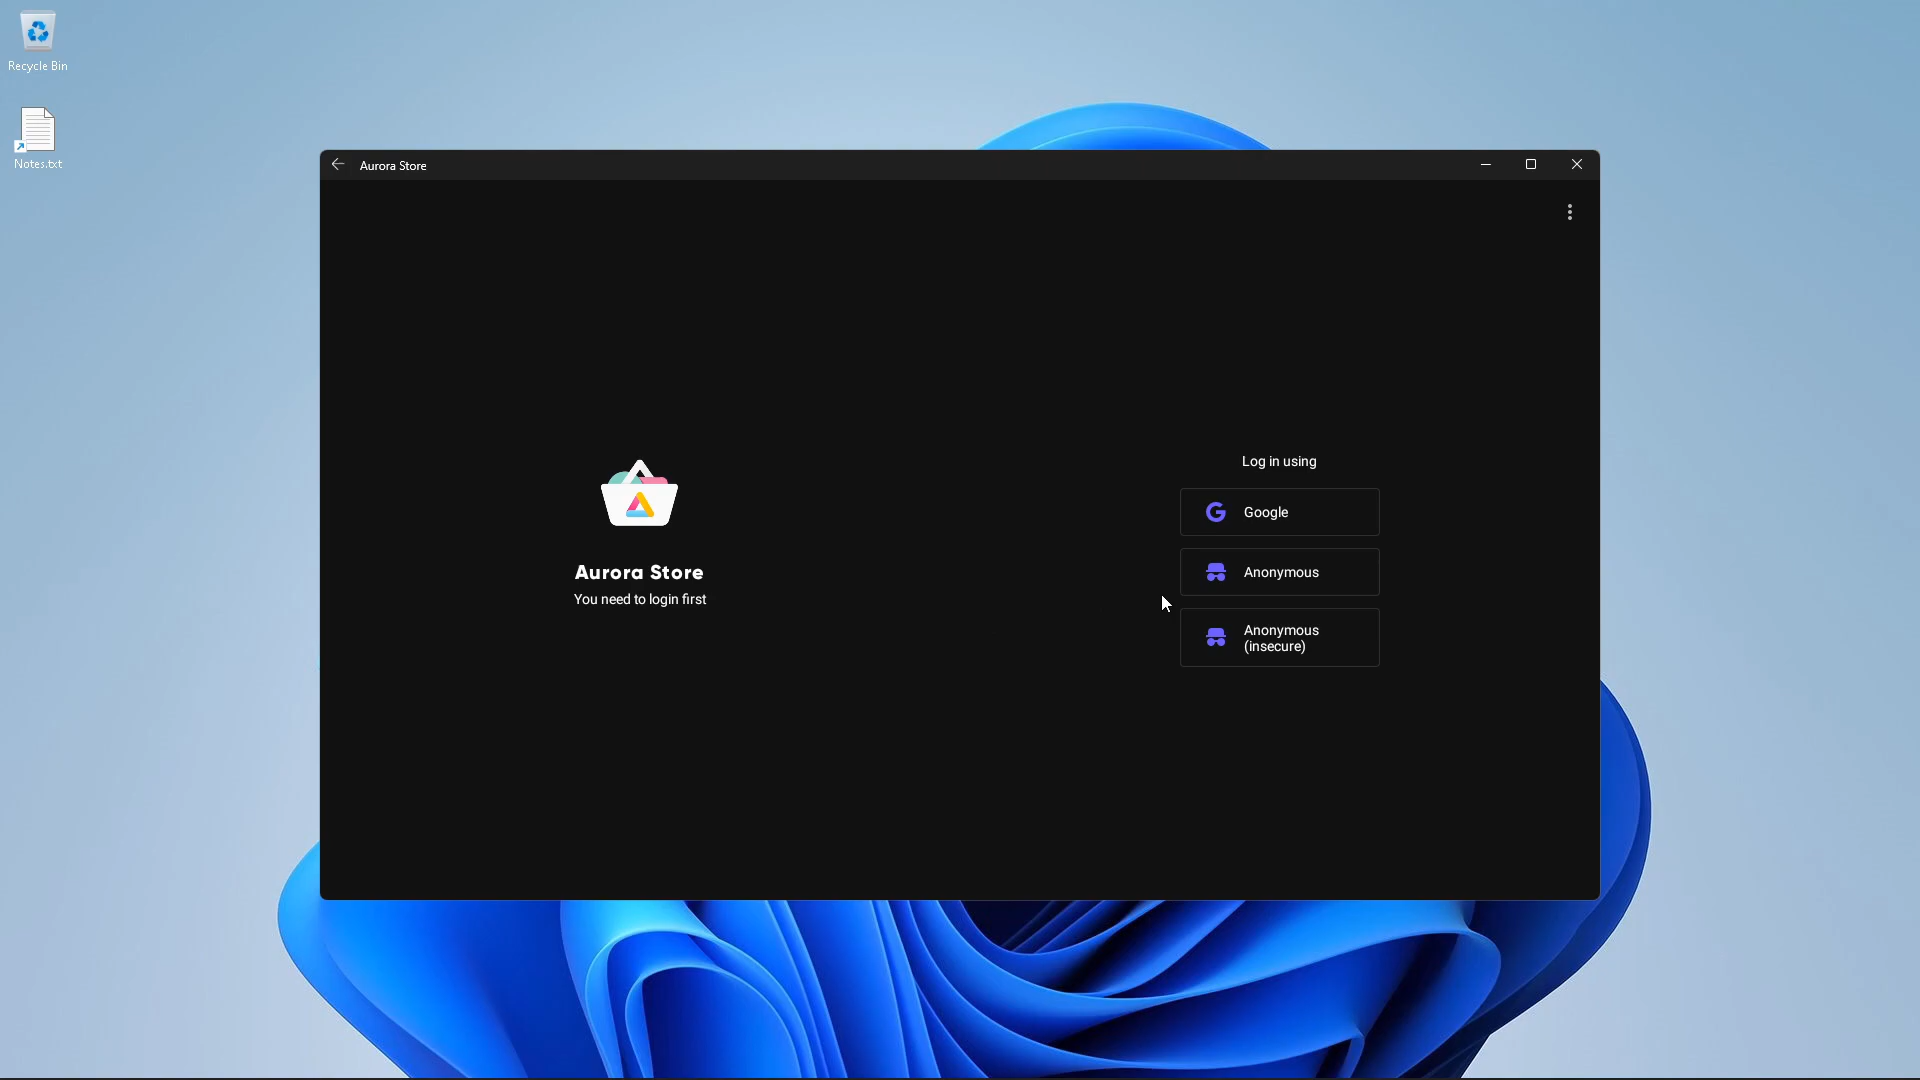 Recycle Bin
Notes.txt
Aurora Store
Aurora Store
You need to login first
Log in using
Google
Anonymous
Anonymous
(insecure)